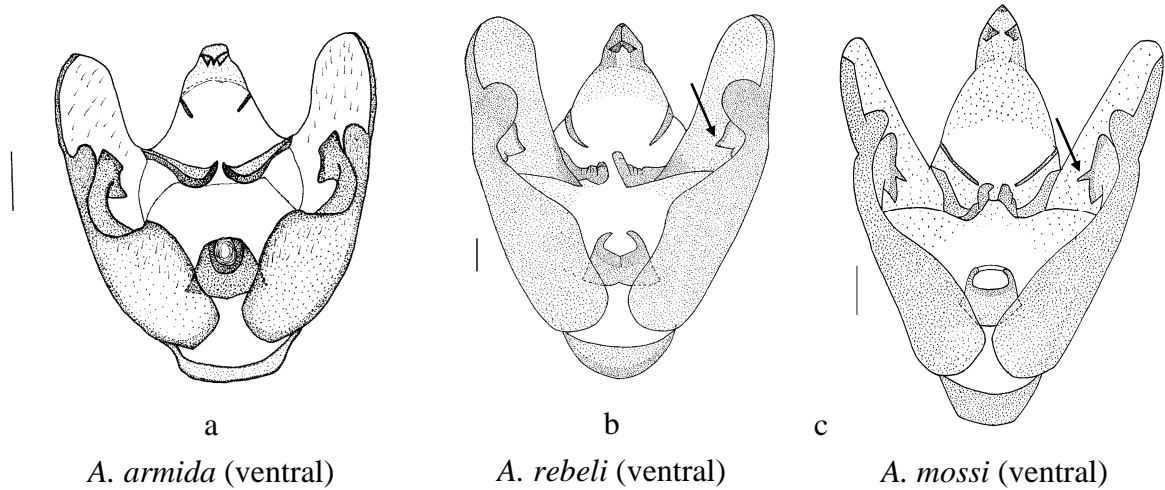 a b c
A. armida (ventral) A. rebeli (ventral) A. mossi (ventral)